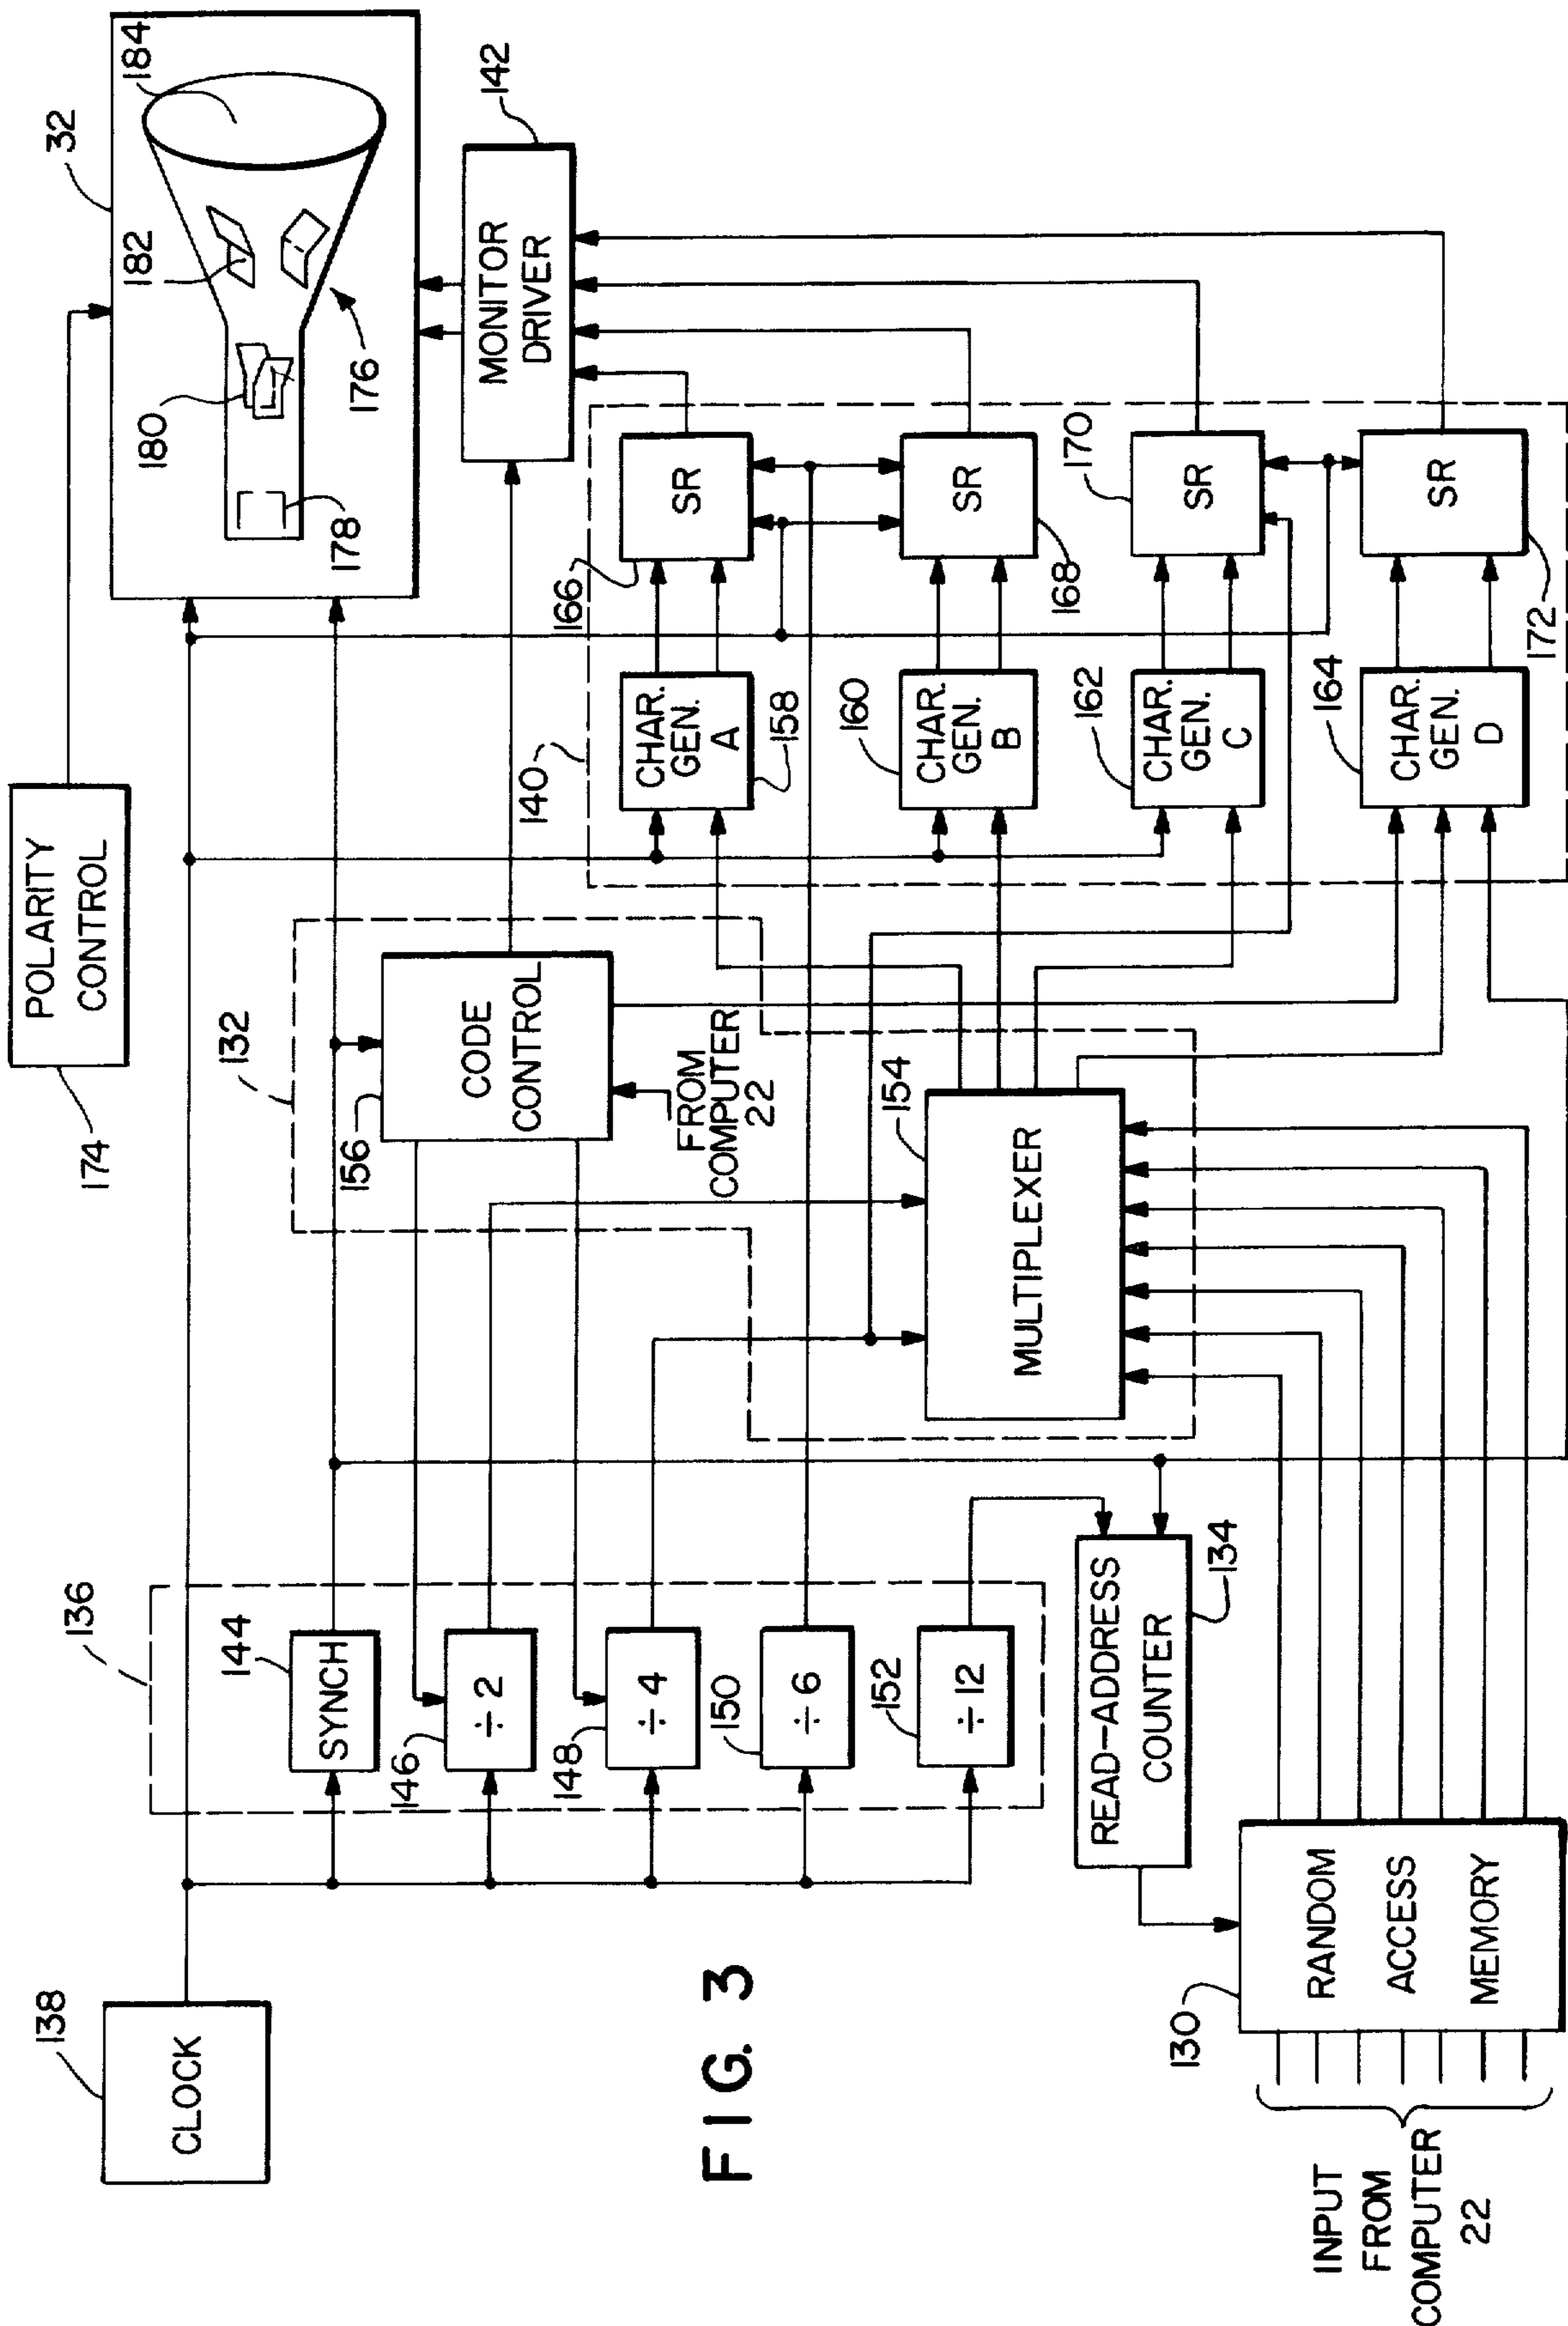 138
CLOCK
136
144
SYNCH
146
÷ 2
148
÷ 4
150
÷ 6
152
÷ 12
READ-ADDRESS
COUNTER
134
130
RANDOM
ACCESS
MEMORY
INPUT
FROM
COMPUTER
22
FIG. 3
174
POLARITY
CONTROL
132
156
CODE
CONTROL
FROM
COMPUTER
22
154
MULTIPLEXER
140
CHAR.
GEN.
A
158
160
CHAR.
GEN.
B
162
CHAR.
GEN.
C
164
CHAR.
GEN.
D
166
SR
SR
168
170
SR
SR
172
142
MONITOR
DRIVER
32
178
180
176
182
184